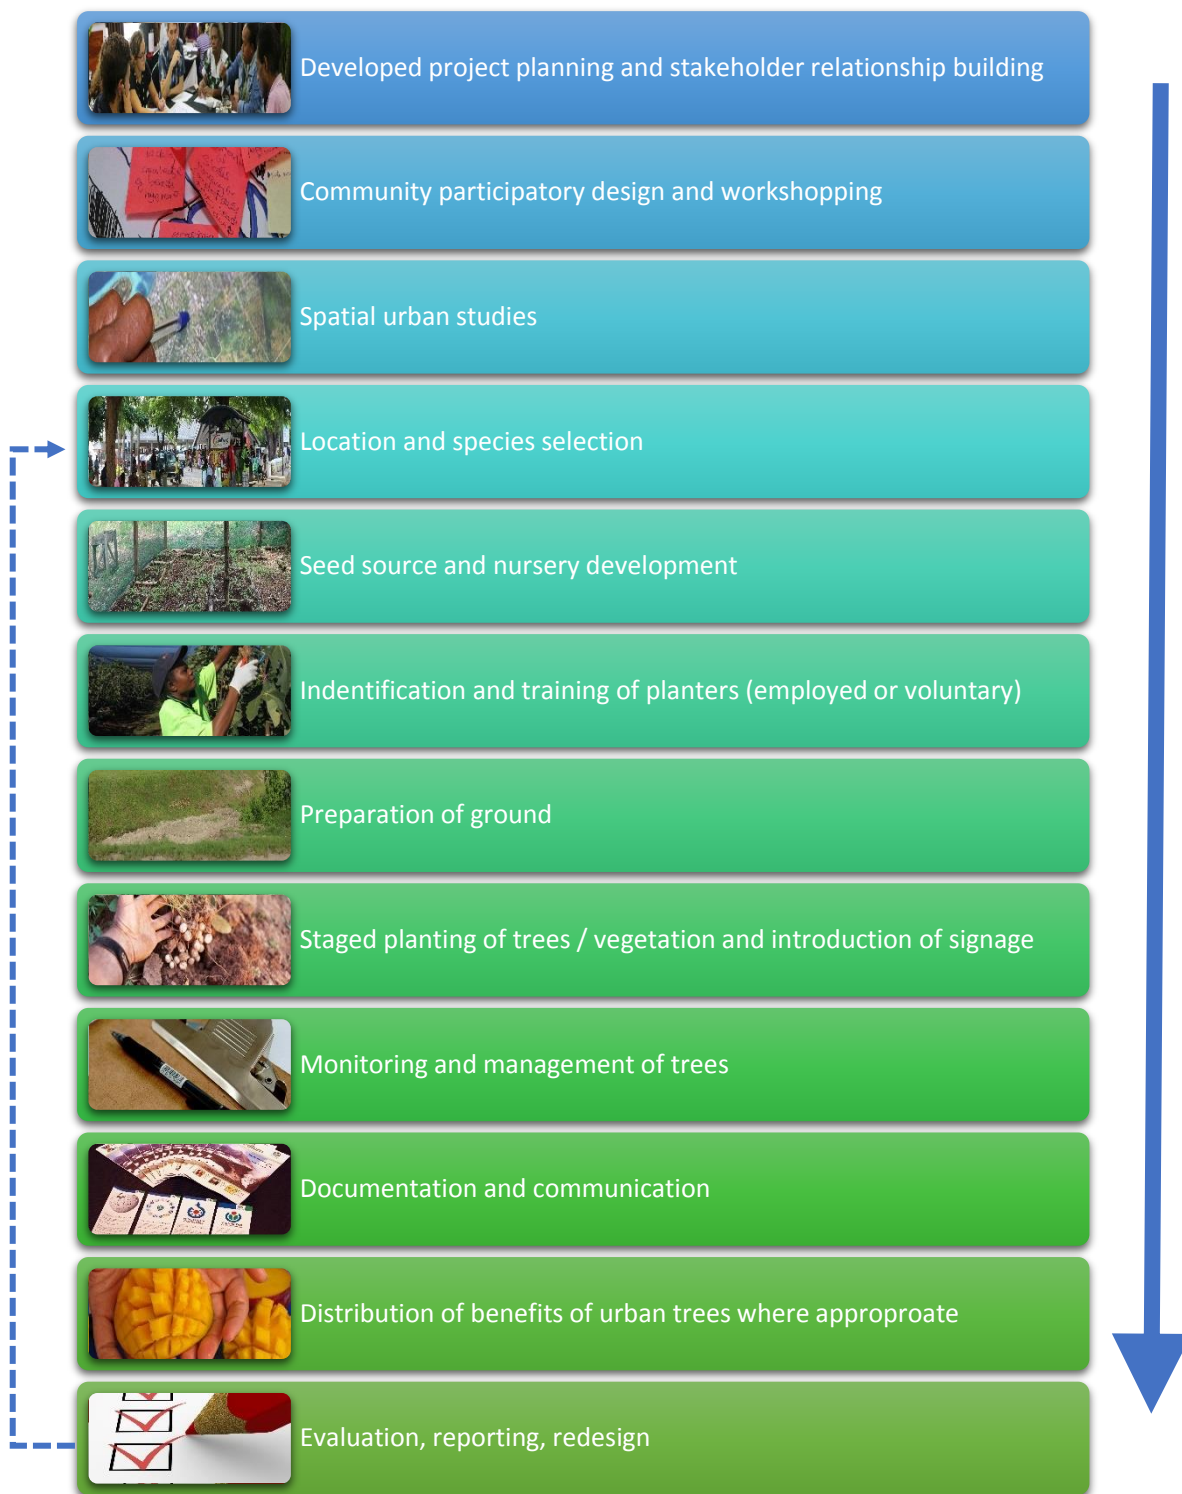 Developed project planning and stakeholder relationship building
Community participatory design and workshopping
Spatial urban studies
Location and species selection
Seed source and nursery development
Indentification and training of planters (employed or voluntary)
Preparation of ground
Staged planting of trees / vegetation and introduction of signage
Monitoring and management of trees
Documentation and communication
Distribution of benefits of urban trees where approproate
Evaluation, reporting, redesign